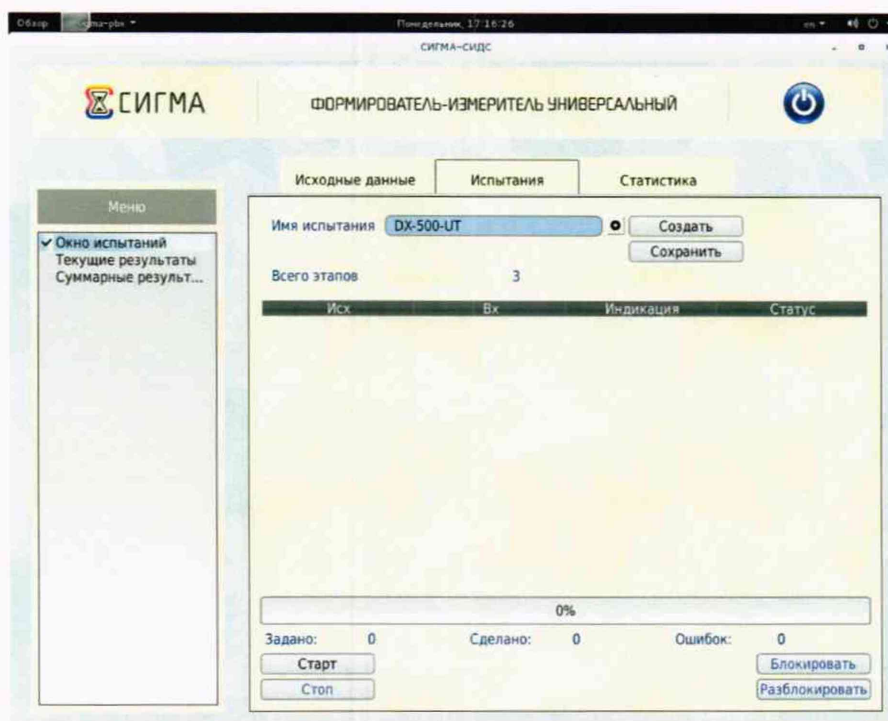 Обзор
Понедельник, 17:16:26
en
СИГМА-СИДС
СИГМА
ФОРМИРОВАТЕЛЬ-ИЗМЕРИТЕЛЬ УНИВЕРСАЛЬНЫЙ
Исходные данные Испытания Статистика
Меню
Окно испытаний
Текущие результаты
Суммарные результ...
Имя испытания DX-500-UT Создать
Сохранить
Всего этапов 3
Исх Вх Индикация Статус
0%
Задано: 0 Сделано: 0 Ошибок: 0
Старт Блокировать
Стоп Разблокировать